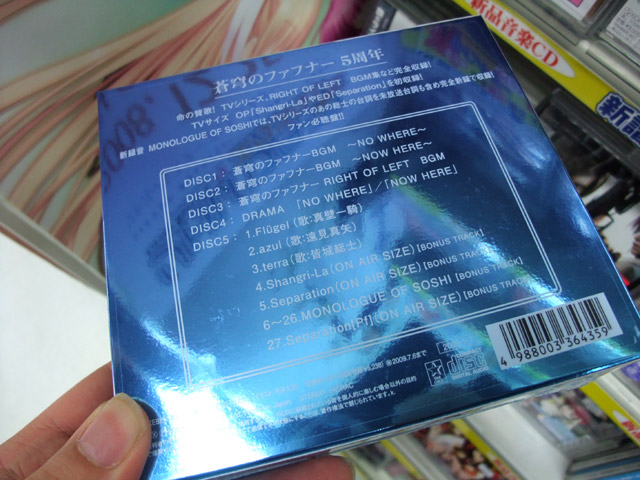 新品音楽CD
蒼穹のファフナー 5周年
命の賛歌! TVシリーズ、RIGHT OF LEFT BGM集など完全収録!
TVサイズ OP「Shangri-La」やED「Separation」を初収録!
新録音 MONOLOGUE OF SOSHIでは、TVシリーズのあの総士の台詞を未放送台詞も含め完全新録で収録!
ファン必聴盤!!
DISC1: 蒼穹のファフナーBGM ～NO WHERE～
DISC2: 蒼穹のファフナーBGM ～NOW HERE～
DISC3: 蒼穹のファフナー RIGHT OF LEFT BGM
DISC4: DRAMA 「NO WHERE」/「NOW HERE」
DISC5: 1.Flügel (歌:真壁一騎)
2.azul (歌:遠見真矢)
3.terra (歌:皆城総士)
4.Shangri-La (ON AIR SIZE) [BONUS TRACK]
5.Separation (ON AIR SIZE) [BONUS TRACK]
6～26.MONOLOGUE OF SOSHI [BONUS TRACK]
27.Separation[Pf] (ON AIR SIZE) [BONUS TRACK]
4 988003 364359